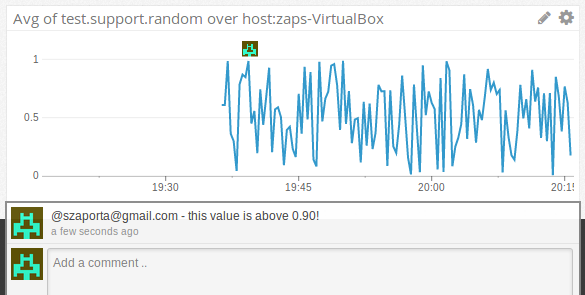 Avg of test.support.random over host:zaps-VirtualBox
1
0.5
0
19:30 19:45 20:00 20:15
@szaporta@gmail.com - this value is above 0.90!
a few seconds ago
Add a comment ..